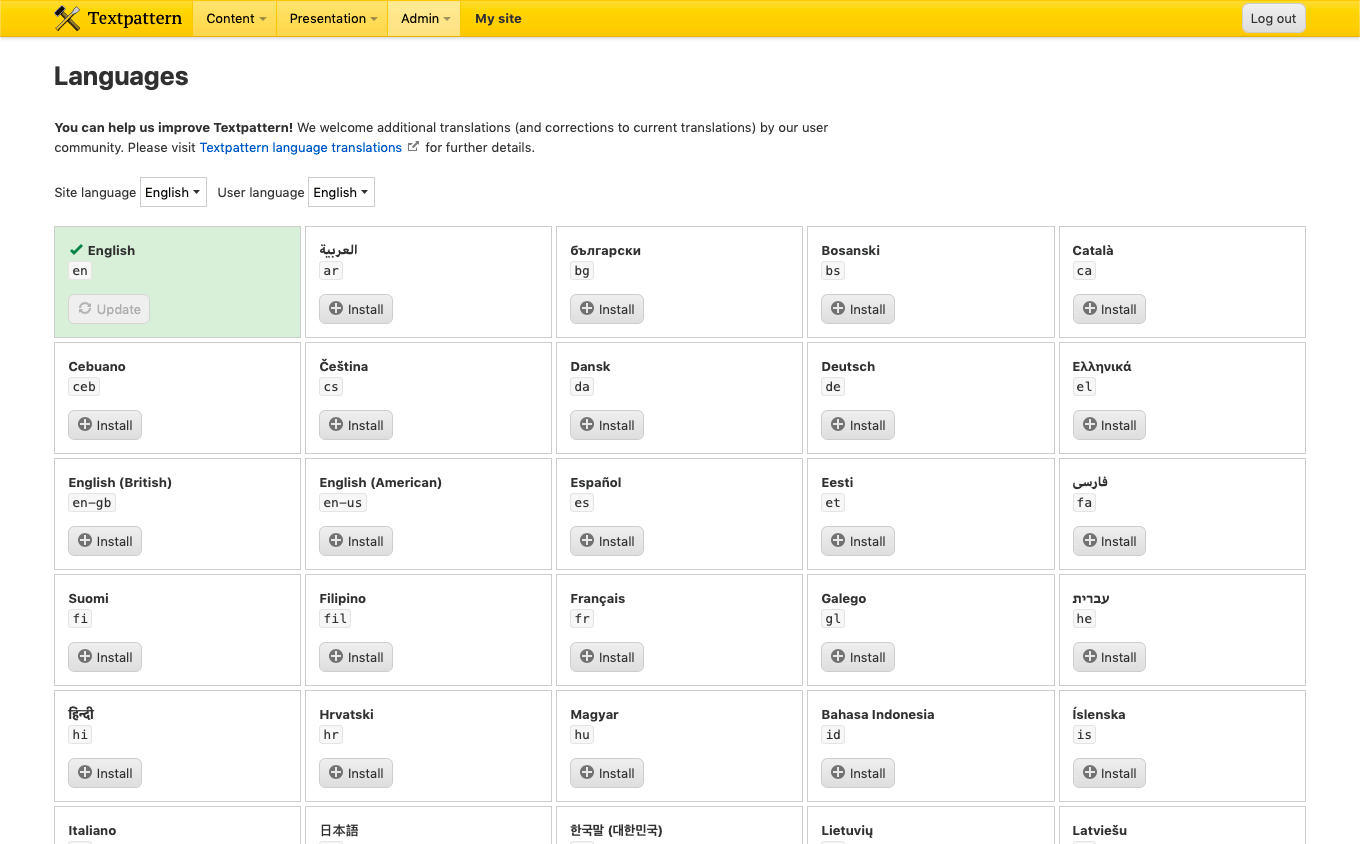 Textpattern Content Presentation Admin My site Log out
Languages
You can help us improve Textpattern! We welcome additional translations (and corrections to current translations) by our user
community. Please visit Textpattern language translations for further details.
Site language English User language English
English
en
Update
العربية
ar
Install
български
bg
Install
Bosanski
bs
Install
Català
ca
Install
Cebuano
ceb
Install
Čeština
cs
Install
Dansk
da
Install
Deutsch
de
Install
Ελληνικά
el
Install
English (British)
en-gb
Install
English (American)
en-us
Install
Español
es
Install
Eesti
et
Install
فارسی
fa
Install
Suomi
fi
Install
Filipino
fil
Install
Français
fr
Install
Galego
gl
Install
עברית
he
Install
हिन्दी
hi
Install
Hrvatski
hr
Install
Magyar
hu
Install
Bahasa Indonesia
id
Install
Íslenska
is
Install
Italiano
日本語
한국말 (대한민국)
Lietuvių
Latviešu